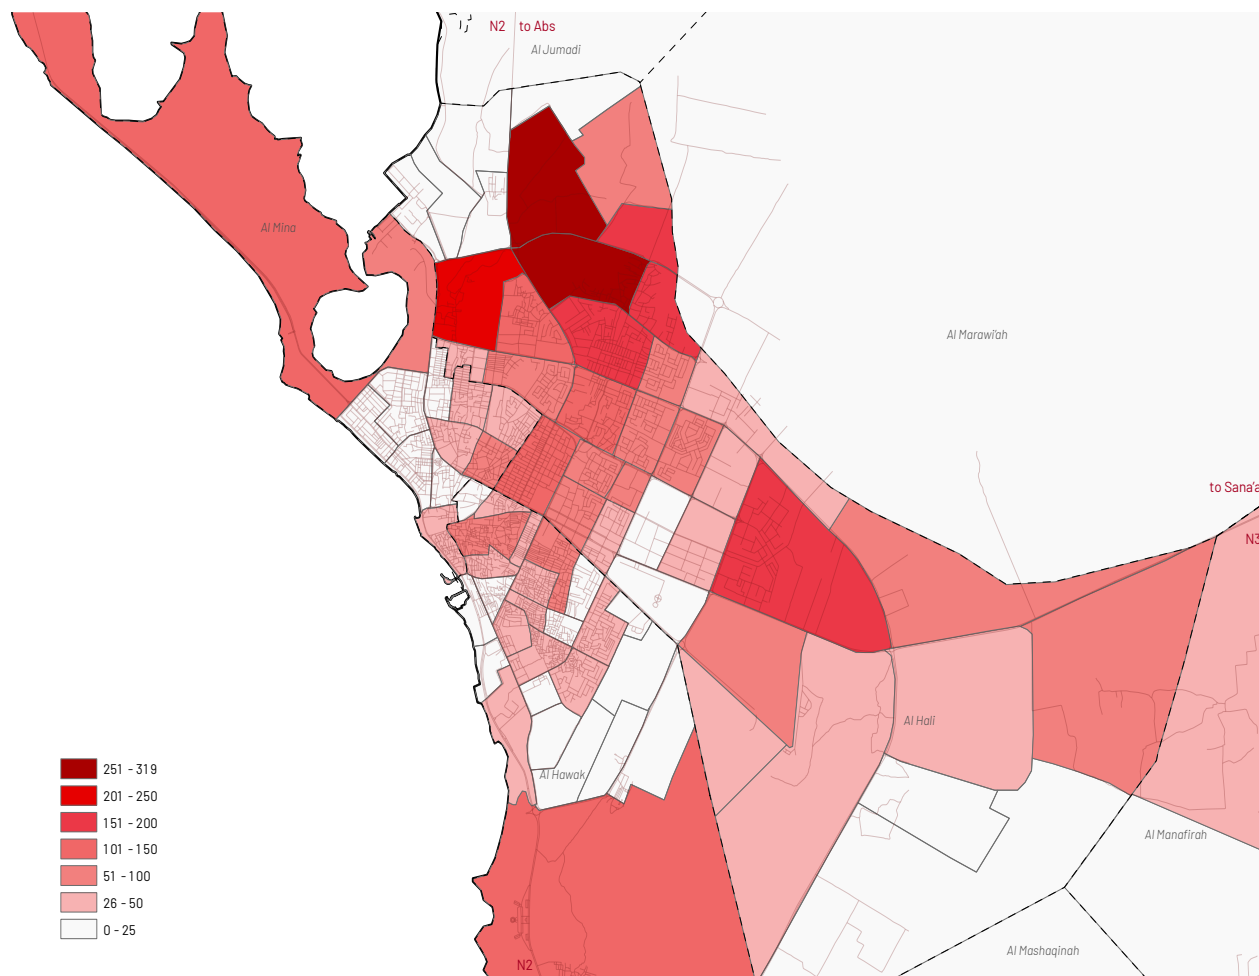 N2 to Abs
Al Jumadi
Al Mina
Al Marawi'ah
to Sana'a
N3
Al Hali
Al Hawak
Al Manafirah
Al Mashaqinah
N2
251 - 319
201 - 250
151 - 200
101 - 150
51 - 100
26 - 50
0 - 25